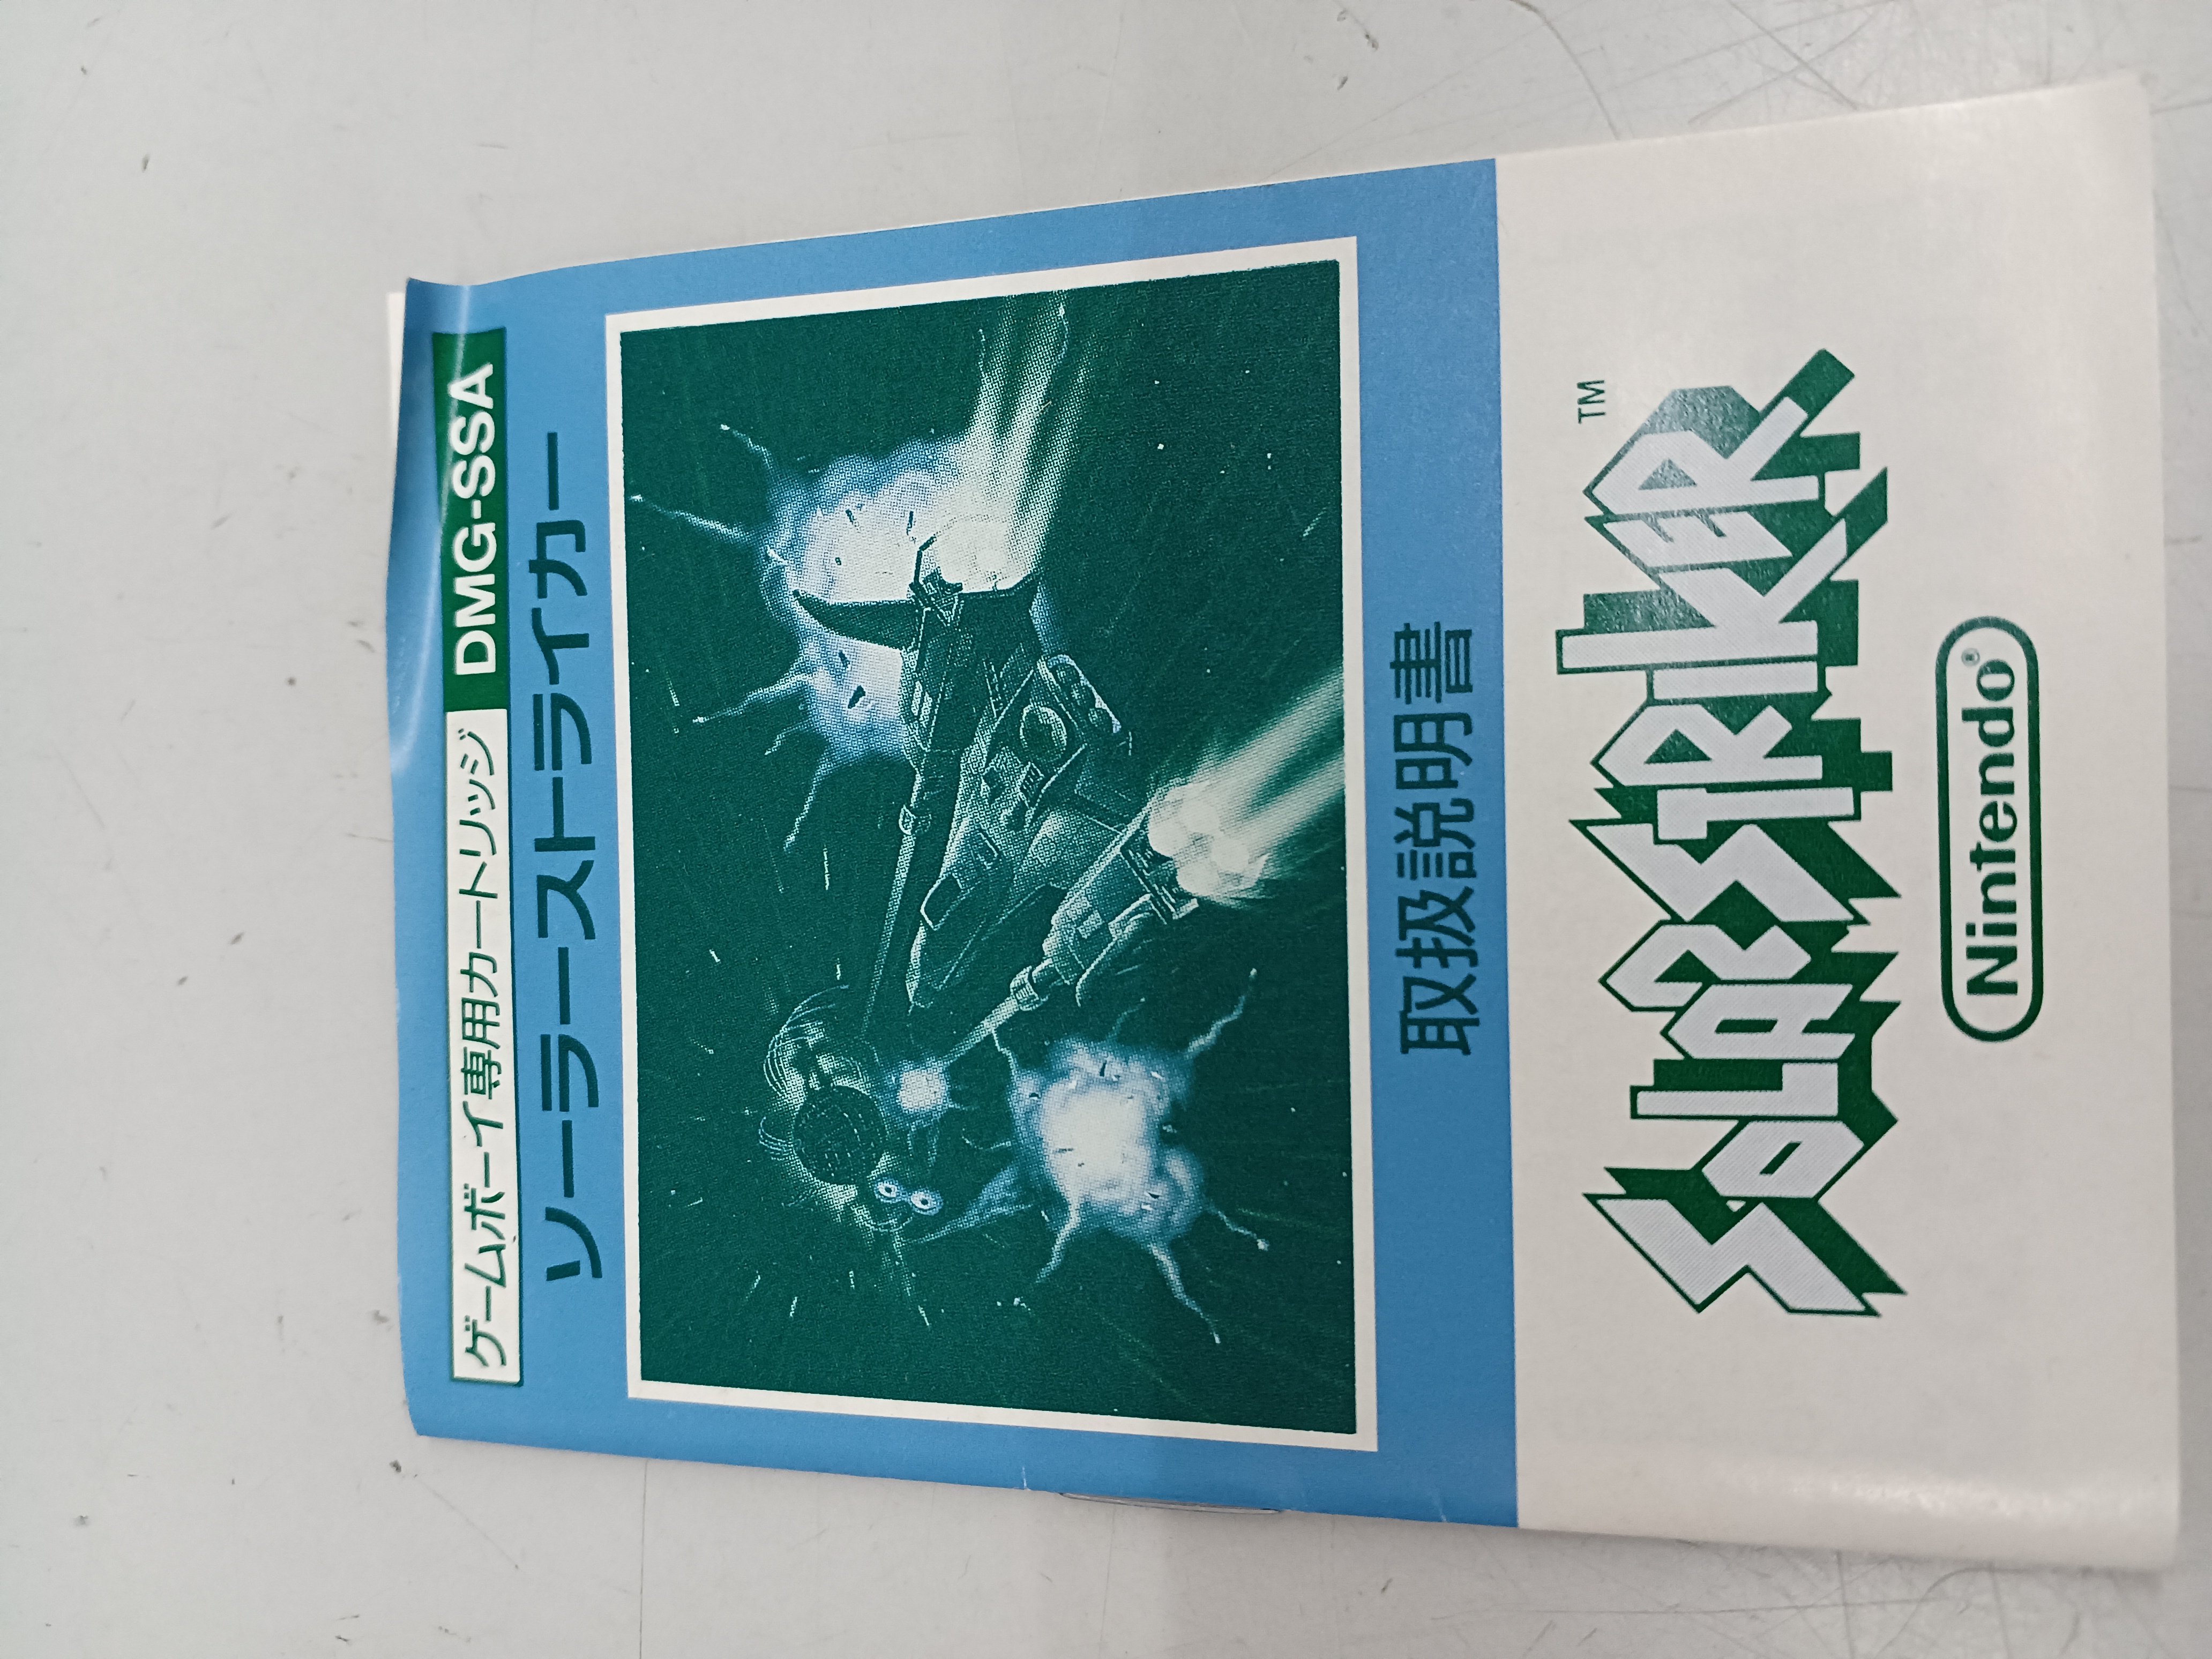 ゲームボーイ専用カートリッジ DMG-SSA
ソーラーストライカー
取扱説明書
SOLAR STRIKER TM
Nintendo®